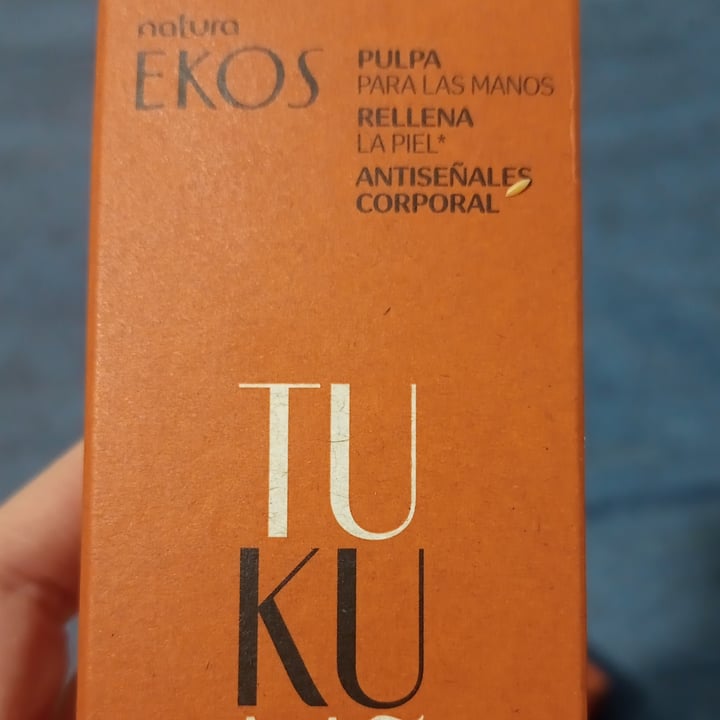 natura
EKOS
PULPA
PARA LAS MANOS
RELLENA
LA PIEL*
ANTISEÑALES
CORPORAL
TU
KU